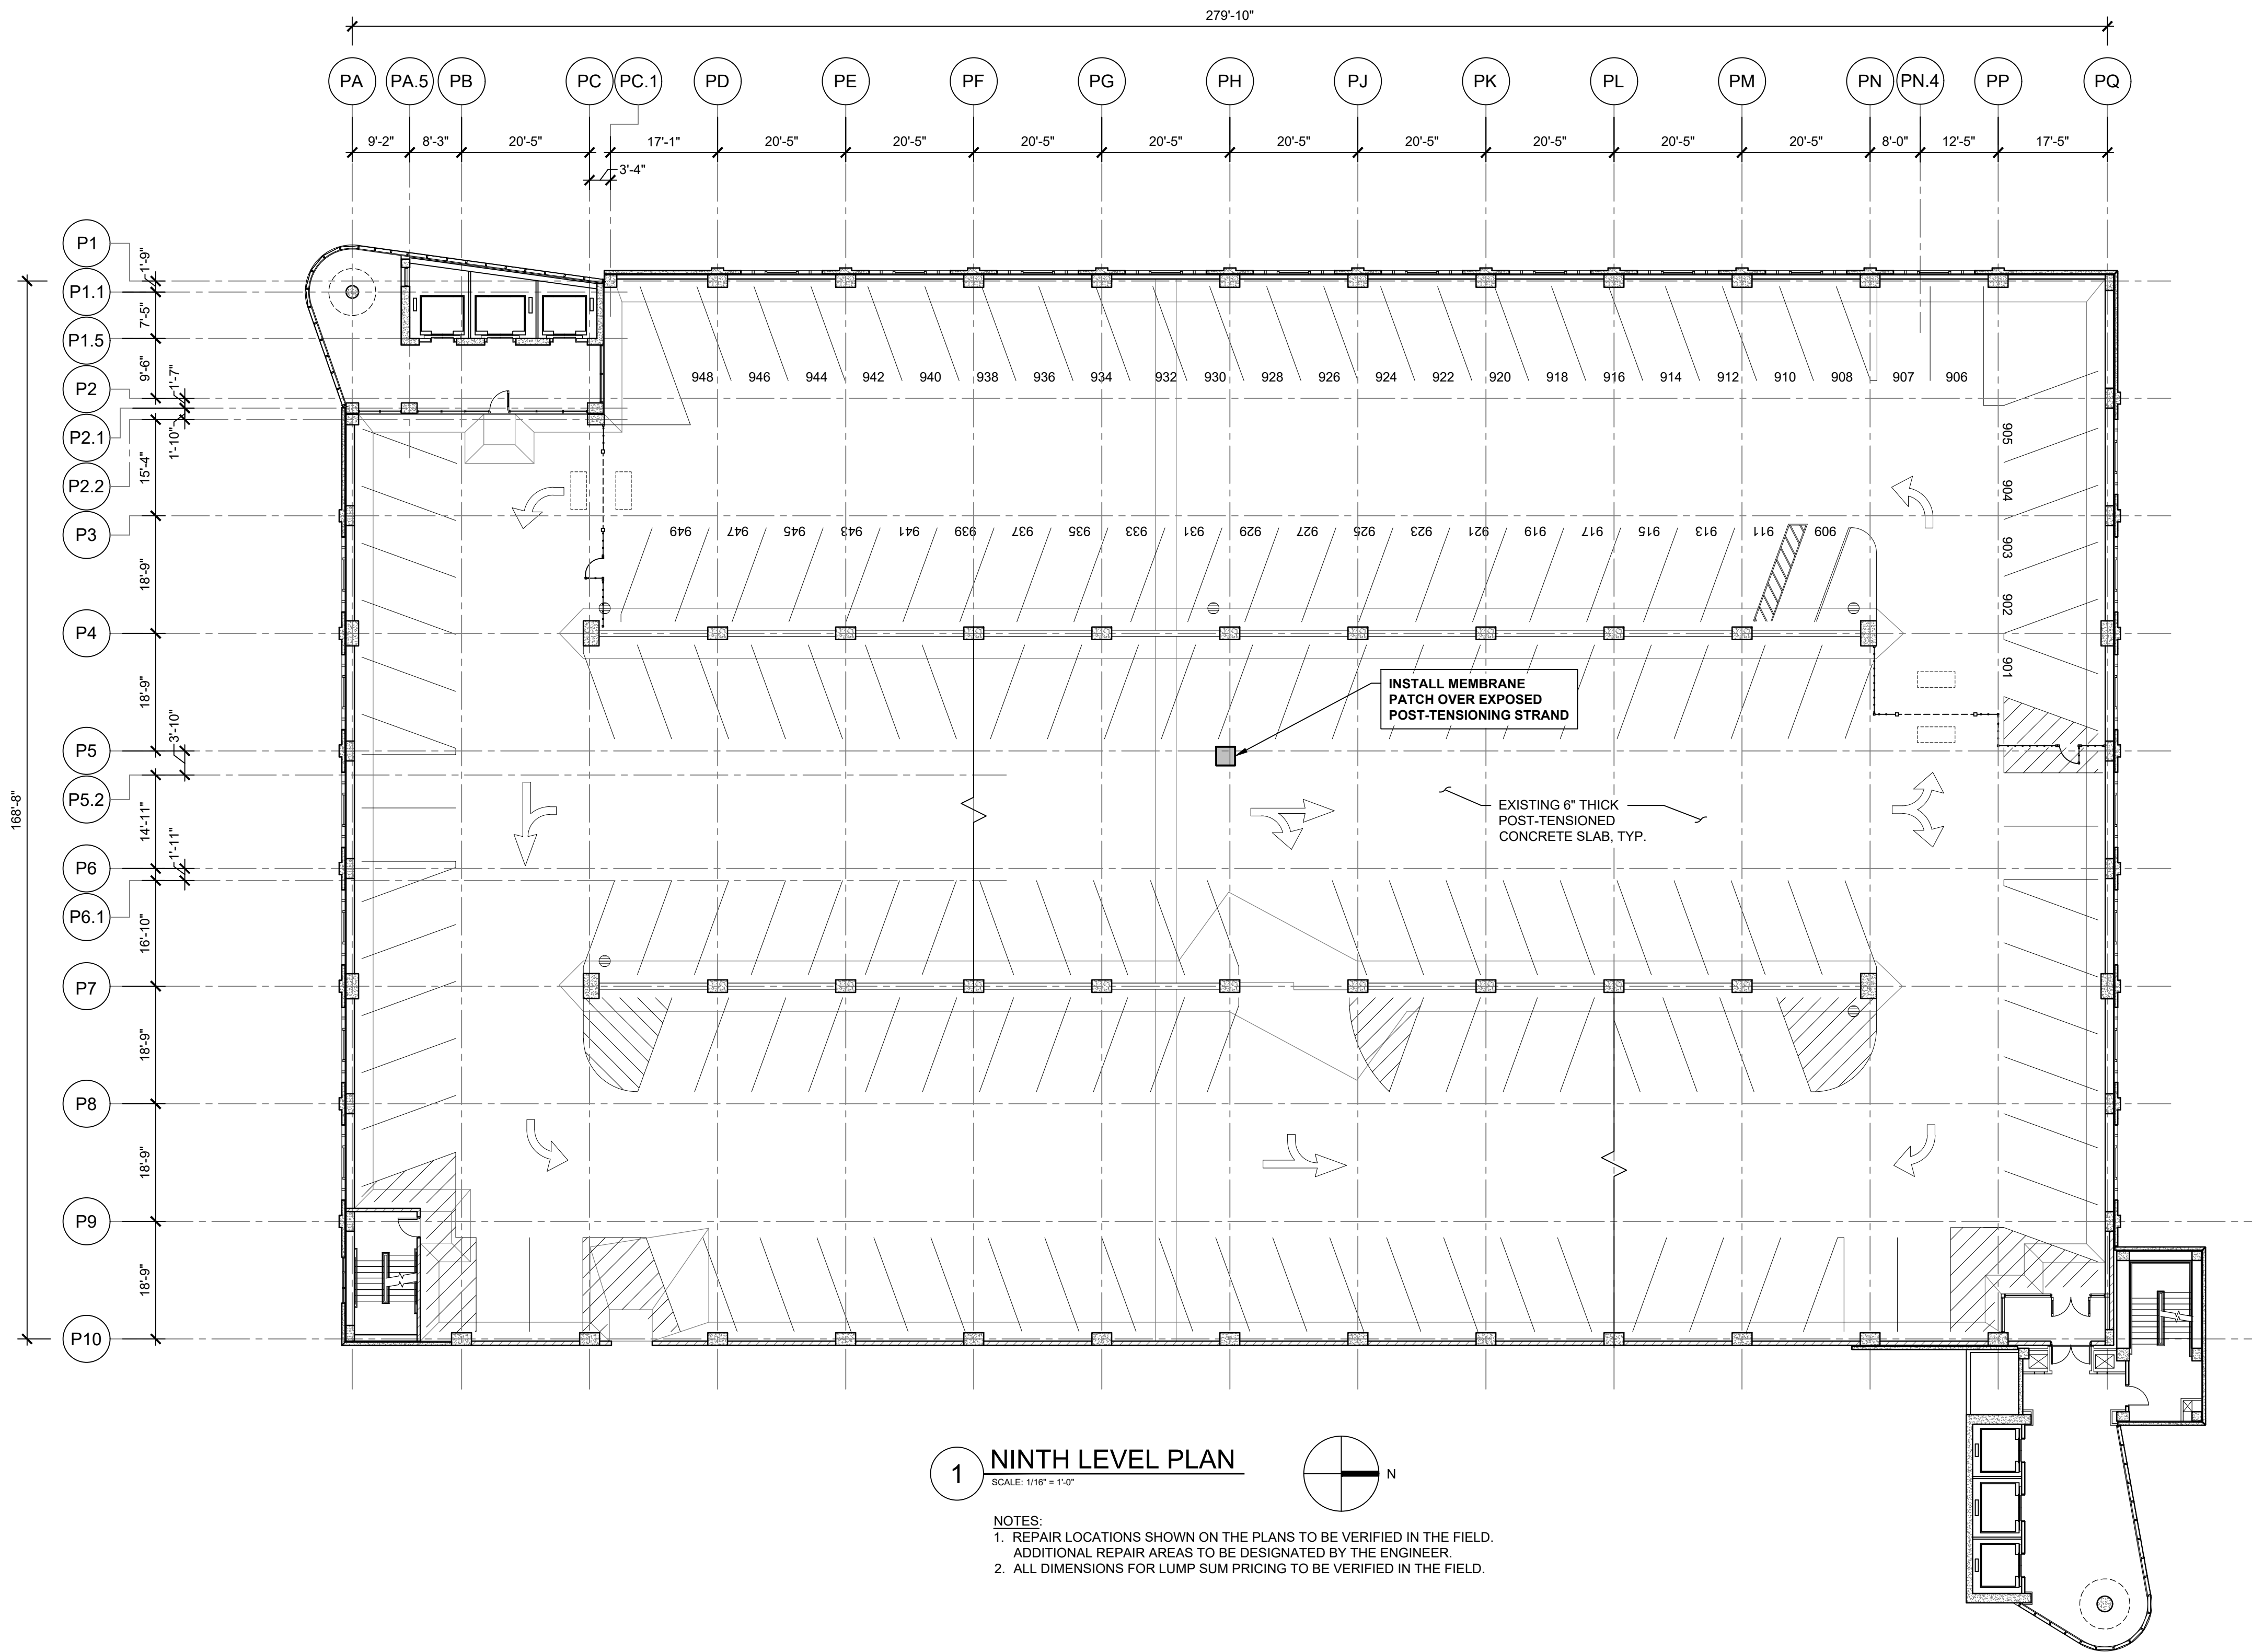 279'-10"
PA PA.5 PB PC PC.1 PD PE PF PG PH PJ PK PL PM PN PN.4 PP PQ
9'-2" 8'-3" 20'-5" 17'-1" 20'-5" 20'-5" 20'-5" 20'-5" 20'-5" 20'-5" 20'-5" 20'-5" 20'-5" 8'-0" 12'-5" 17'-5"
3'-4"
P1
1'-9"
P1.1
7'-5"
P1.5
9'-6"
1'-7"
P2
P2.1
1'-10"
15'-4"
P2.2
P3
18'-9"
P4
18'-9"
3'-10"
P5
P5.2
14'-11"
1'-11"
P6
P6.1
16'-10"
P7
18'-9"
P8
18'-9"
P9
18'-9"
P10
168'-8"
948 946 944 942 940 938 936 934 932 930 928 926 924 922 920 918 916 914 912 910 908 907 906
905
904
903
902
901
949 947 945 943 941 939 937 935 933 931 929 927 925 923 921 919 917 915 913 911 909
INSTALL MEMBRANE
PATCH OVER EXPOSED
POST-TENSIONING STRAND
EXISTING 6" THICK
POST-TENSIONED
CONCRETE SLAB, TYP.
1 NINTH LEVEL PLAN
SCALE: 1/16" = 1'-0"
N
NOTES:
1. REPAIR LOCATIONS SHOWN ON THE PLANS TO BE VERIFIED IN THE FIELD.
ADDITIONAL REPAIR AREAS TO BE DESIGNATED BY THE ENGINEER.
2. ALL DIMENSIONS FOR LUMP SUM PRICING TO BE VERIFIED IN THE FIELD.